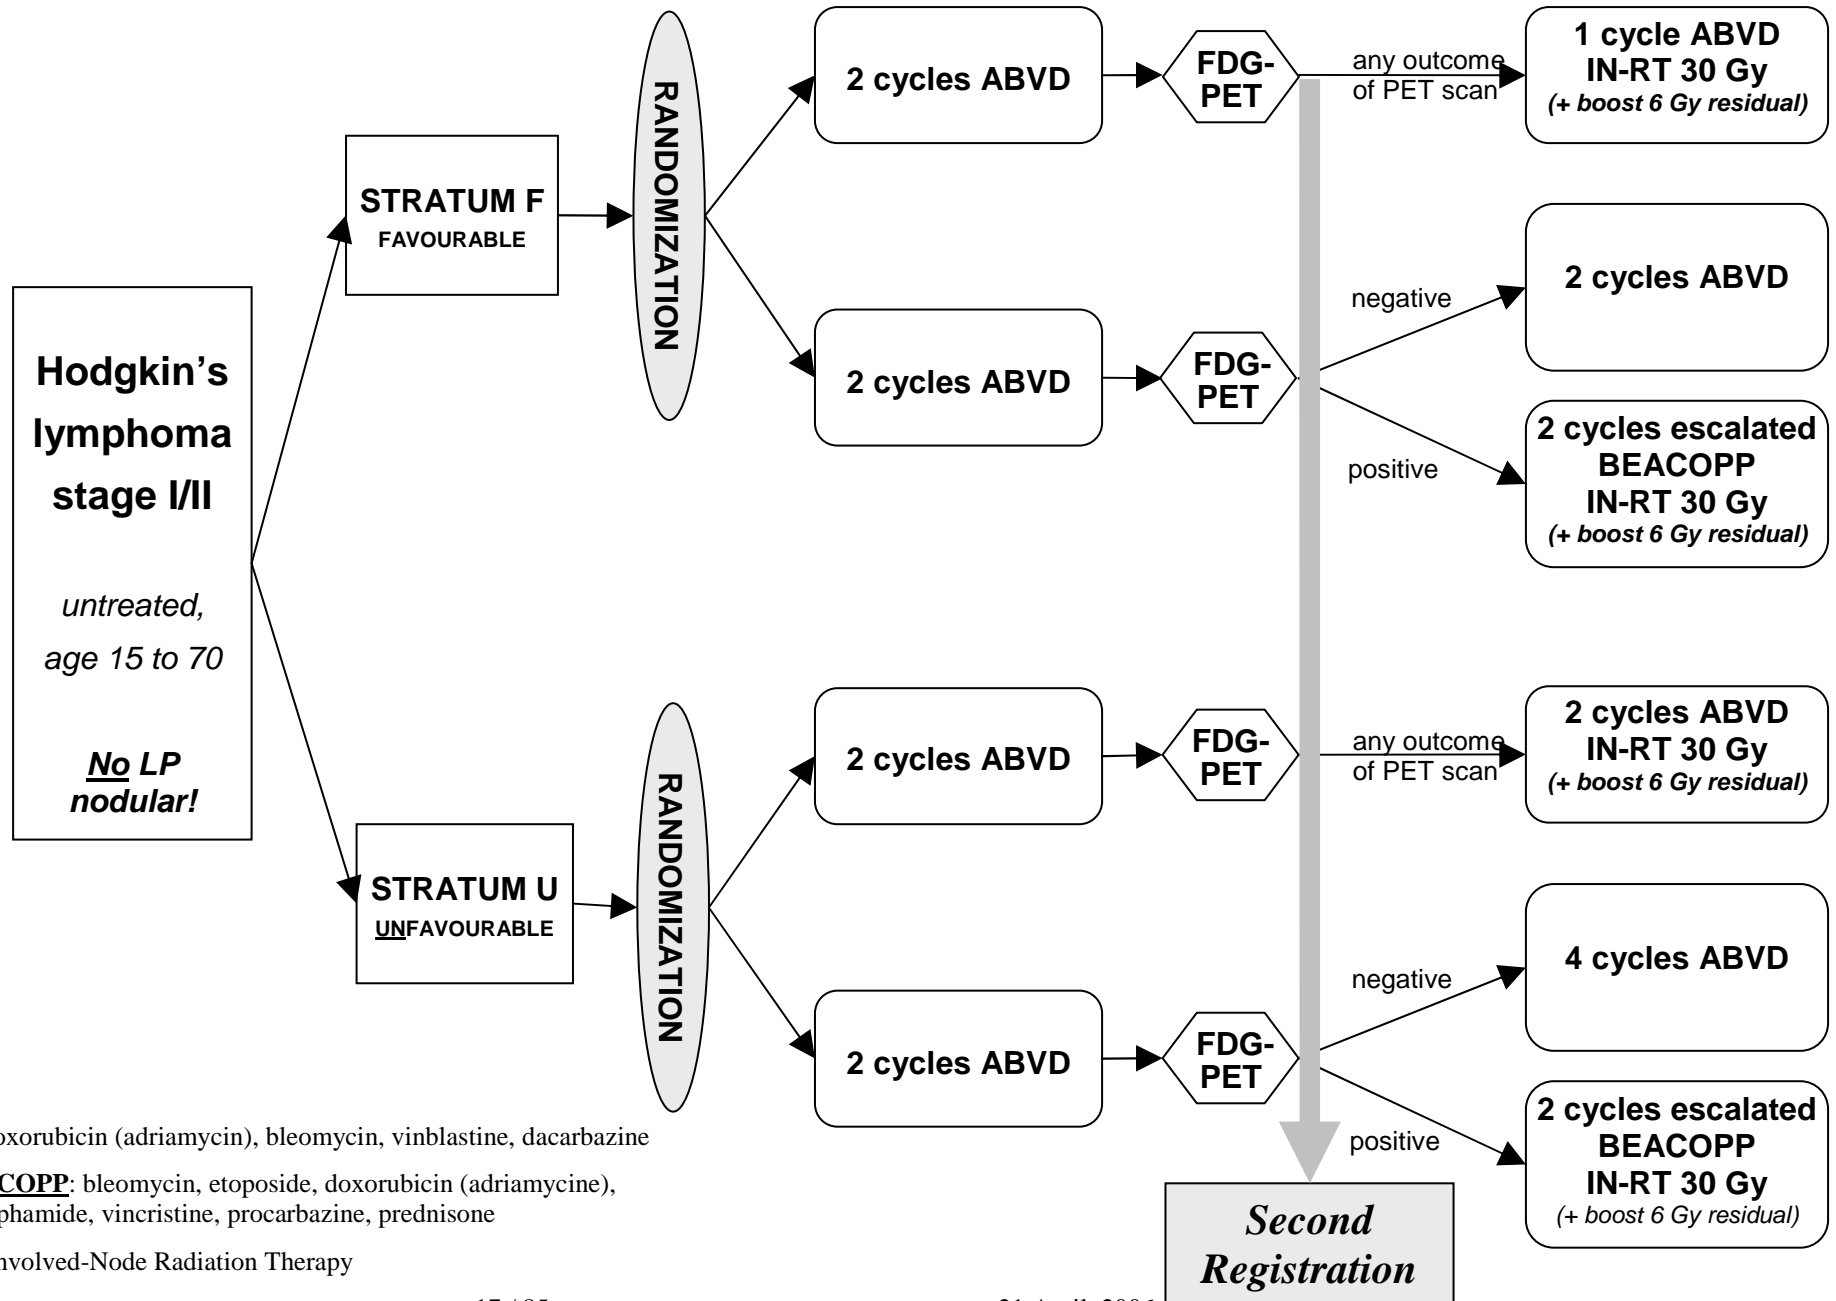 Hodgkin's
lymphoma
stage I/II
untreated,
age 15 to 70
No LP
nodular!
STRATUM F
FAVOURABLE
RANDOMIZATION
2 cycles ABVD
FDG-
PET
any outcome
of PET scan
1 cycle ABVD
IN-RT 30 Gy
(+ boost 6 Gy residual)
2 cycles ABVD
FDG-
PET
negative
2 cycles ABVD
positive
2 cycles escalated
BEACOPP
IN-RT 30 Gy
(+ boost 6 Gy residual)
STRATUM U
UNFAVOURABLE
RANDOMIZATION
2 cycles ABVD
FDG-
PET
any outcome
of PET scan
2 cycles ABVD
IN-RT 30 Gy
(+ boost 6 Gy residual)
2 cycles ABVD
FDG-
PET
negative
4 cycles ABVD
positive
2 cycles escalated
BEACOPP
IN-RT 30 Gy
(+ boost 6 Gy residual)
Second
Registration
oxorubicin (adriamycin), bleomycin, vinblastine, dacarbazine
COPP: bleomycin, etoposide, doxorubicin (adriamycine),
phamide, vincristine, procarbazine, prednisone
nvolved-Node Radiation Therapy